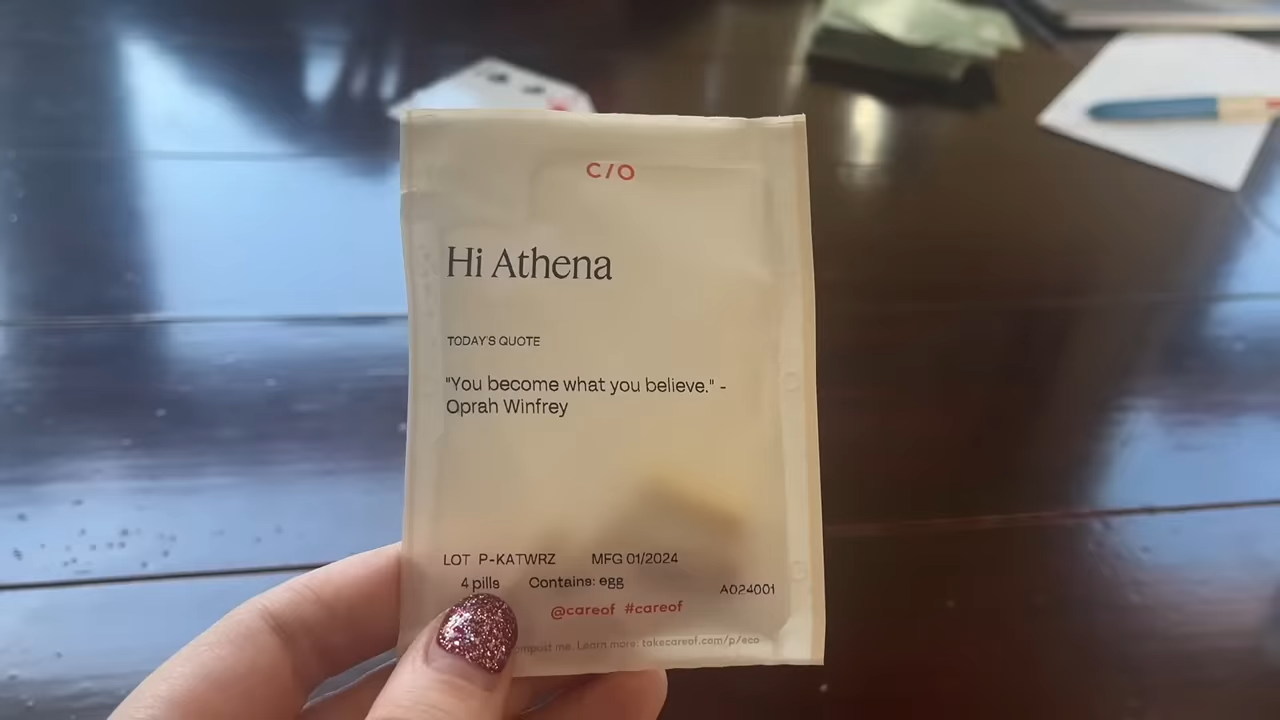 C/O
Hi Athena
TODAY'S QUOTE
"You become what you believe." -
Oprah Winfrey
LOT P-KATWRZ MFG 01/2024
4 pills Contains: egg A024001
@careof #careof
me. Learn more: takecareof.com/p/eco